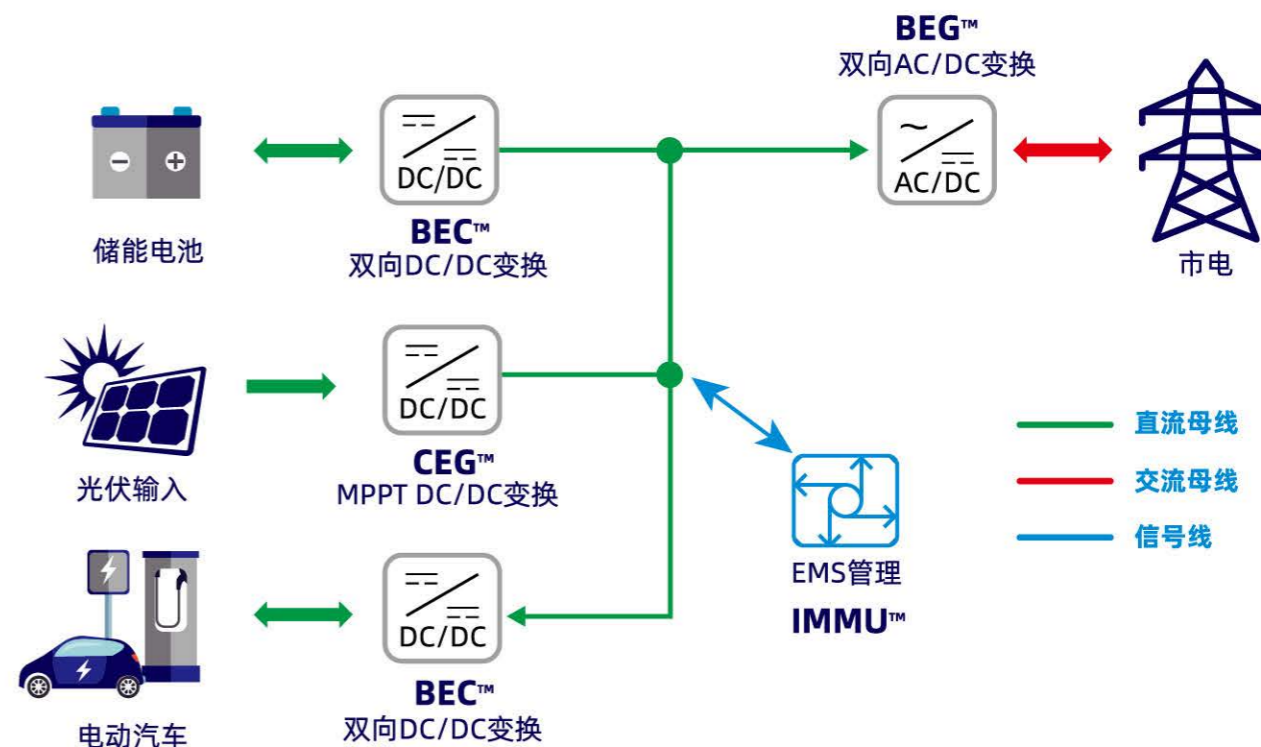 BEG™
双向AC/DC变换
DC/DC
AC/DC
储能电池
BEC™
双向DC/DC变换
市电
DC/DC
光伏输入
CEG™
MPPT DC/DC变换
直流母线
交流母线
信号线
EMS管理
IMMU™
DC/DC
电动汽车
BEC™
双向DC/DC变换